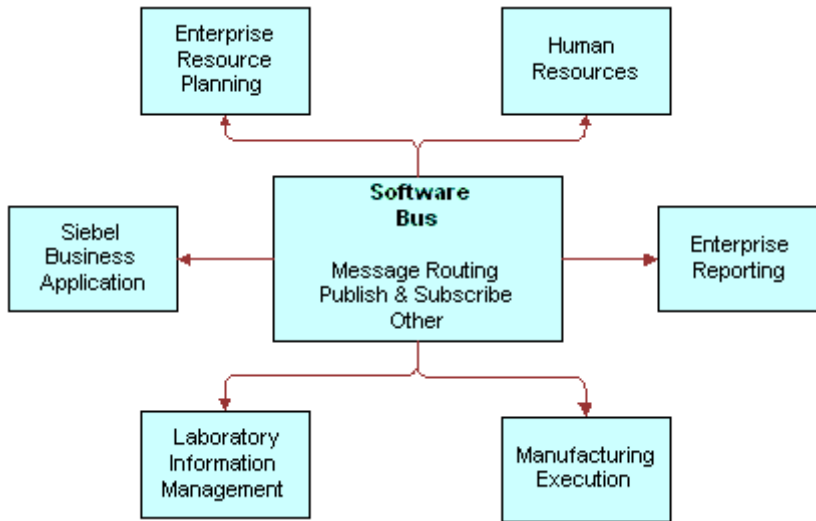 Enterprise
Resource
Planning
Human
Resources
Software
Bus
Message Routing
Publish & Subscribe
Other
Siebel
Business
Application
Enterprise
Reporting
Laboratory
Information
Management
Manufacturing
Execution